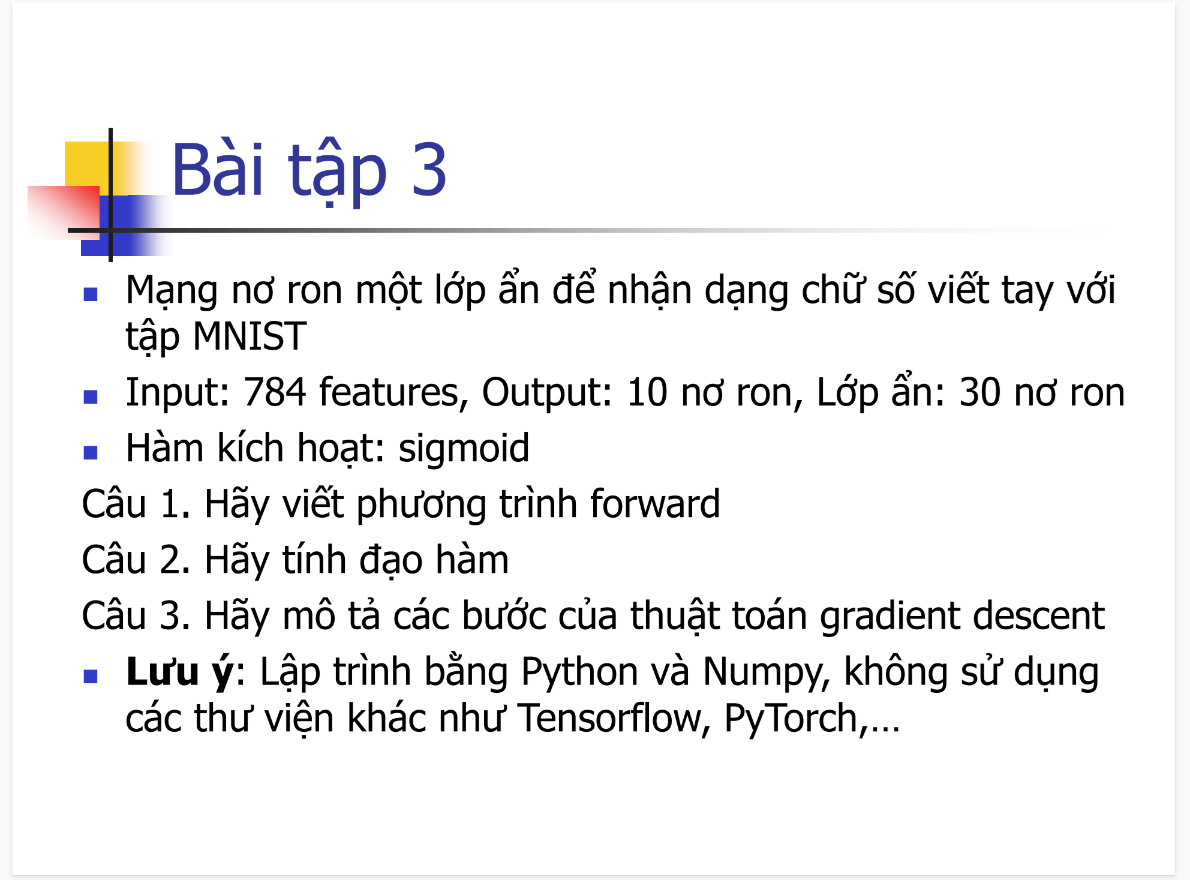 Bài tập 3
Mạng nơ ron một lớp ẩn để nhận dạng chữ số viết tay với
tập MNIST
Input: 784 features, Output: 10 nơ ron, Lớp ẩn: 30 nơ ron
Hàm kích hoạt: sigmoid
Câu 1. Hãy viết phương trình forward
Câu 2. Hãy tính đạo hàm
Câu 3. Hãy mô tả các bước của thuật toán gradient descent
Lưu ý: Lập trình bằng Python và Numpy, không sử dụng
các thư viện khác như Tensorflow, PyTorch,…